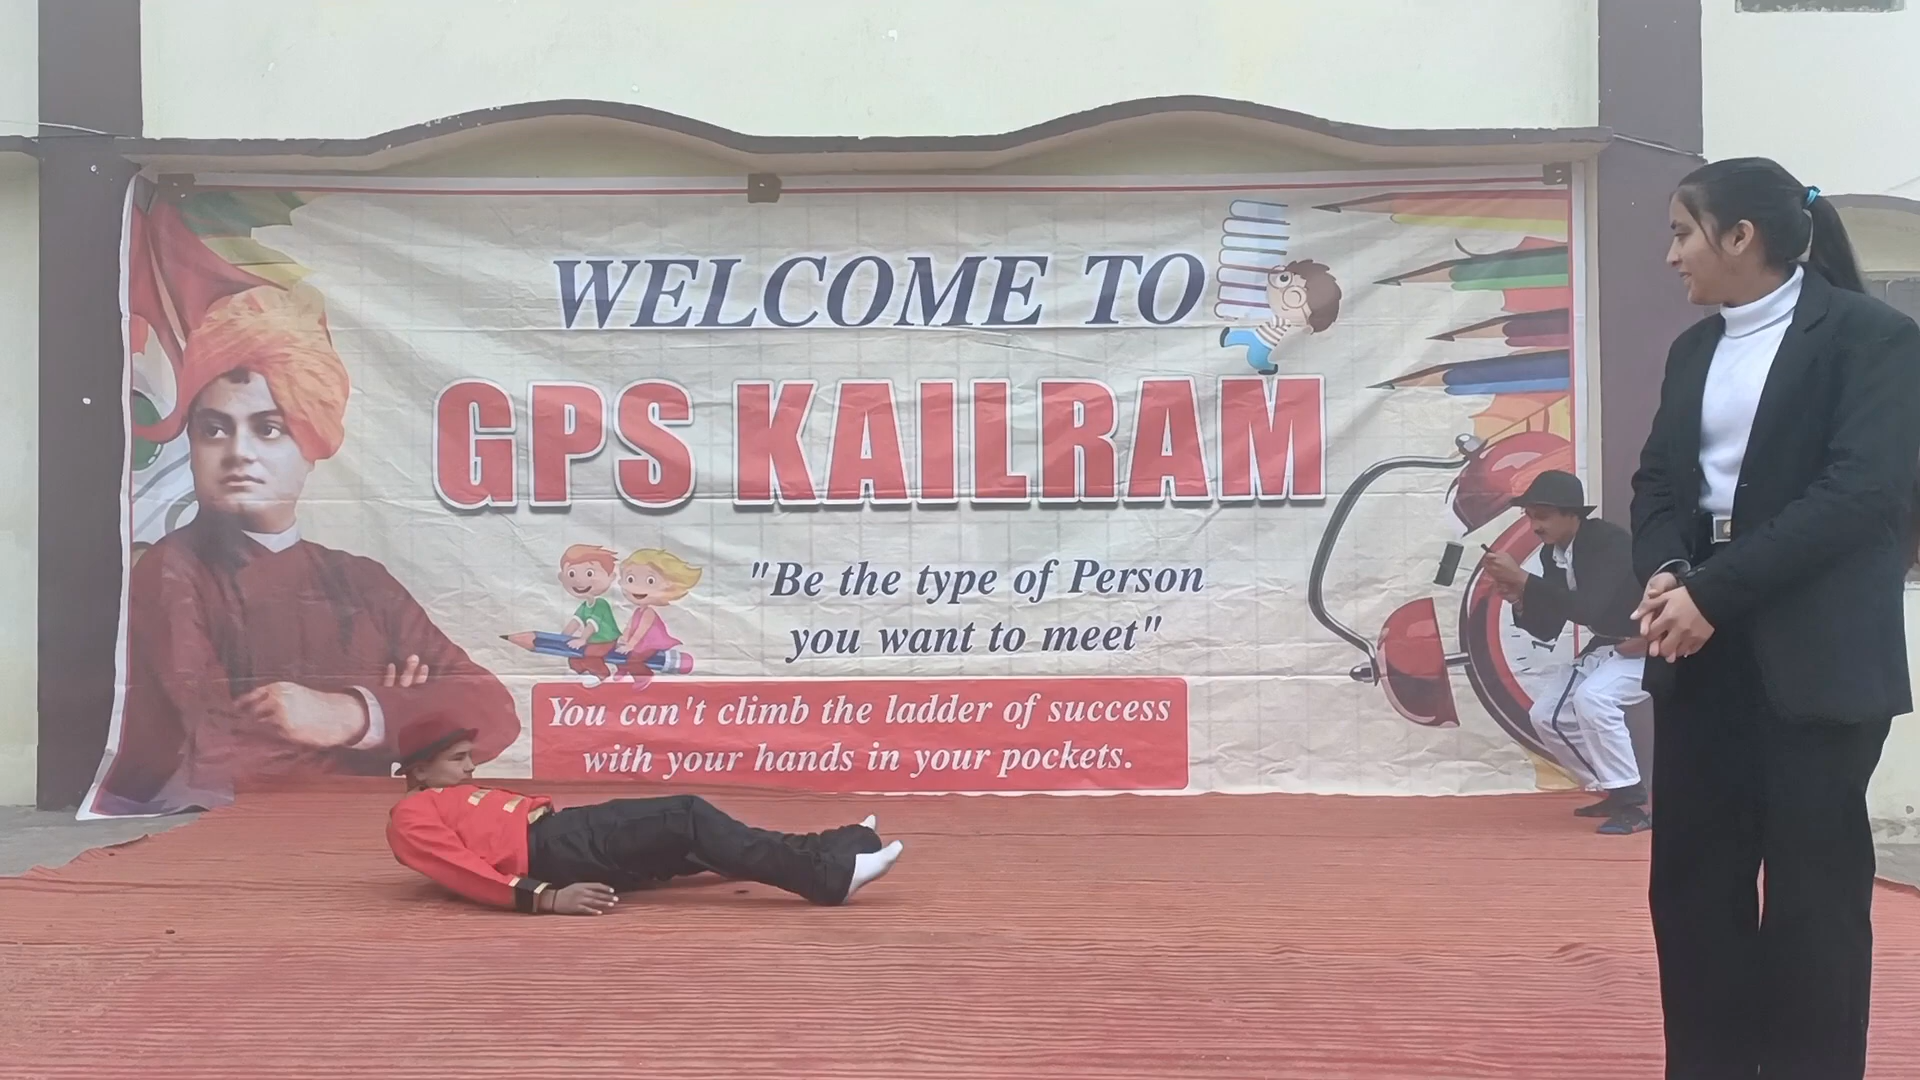 WELCOME TO
GPS KAILRAM
"Be the type of Person
you want to meet"
You can't climb the ladder of success
with your hands in your pockets.